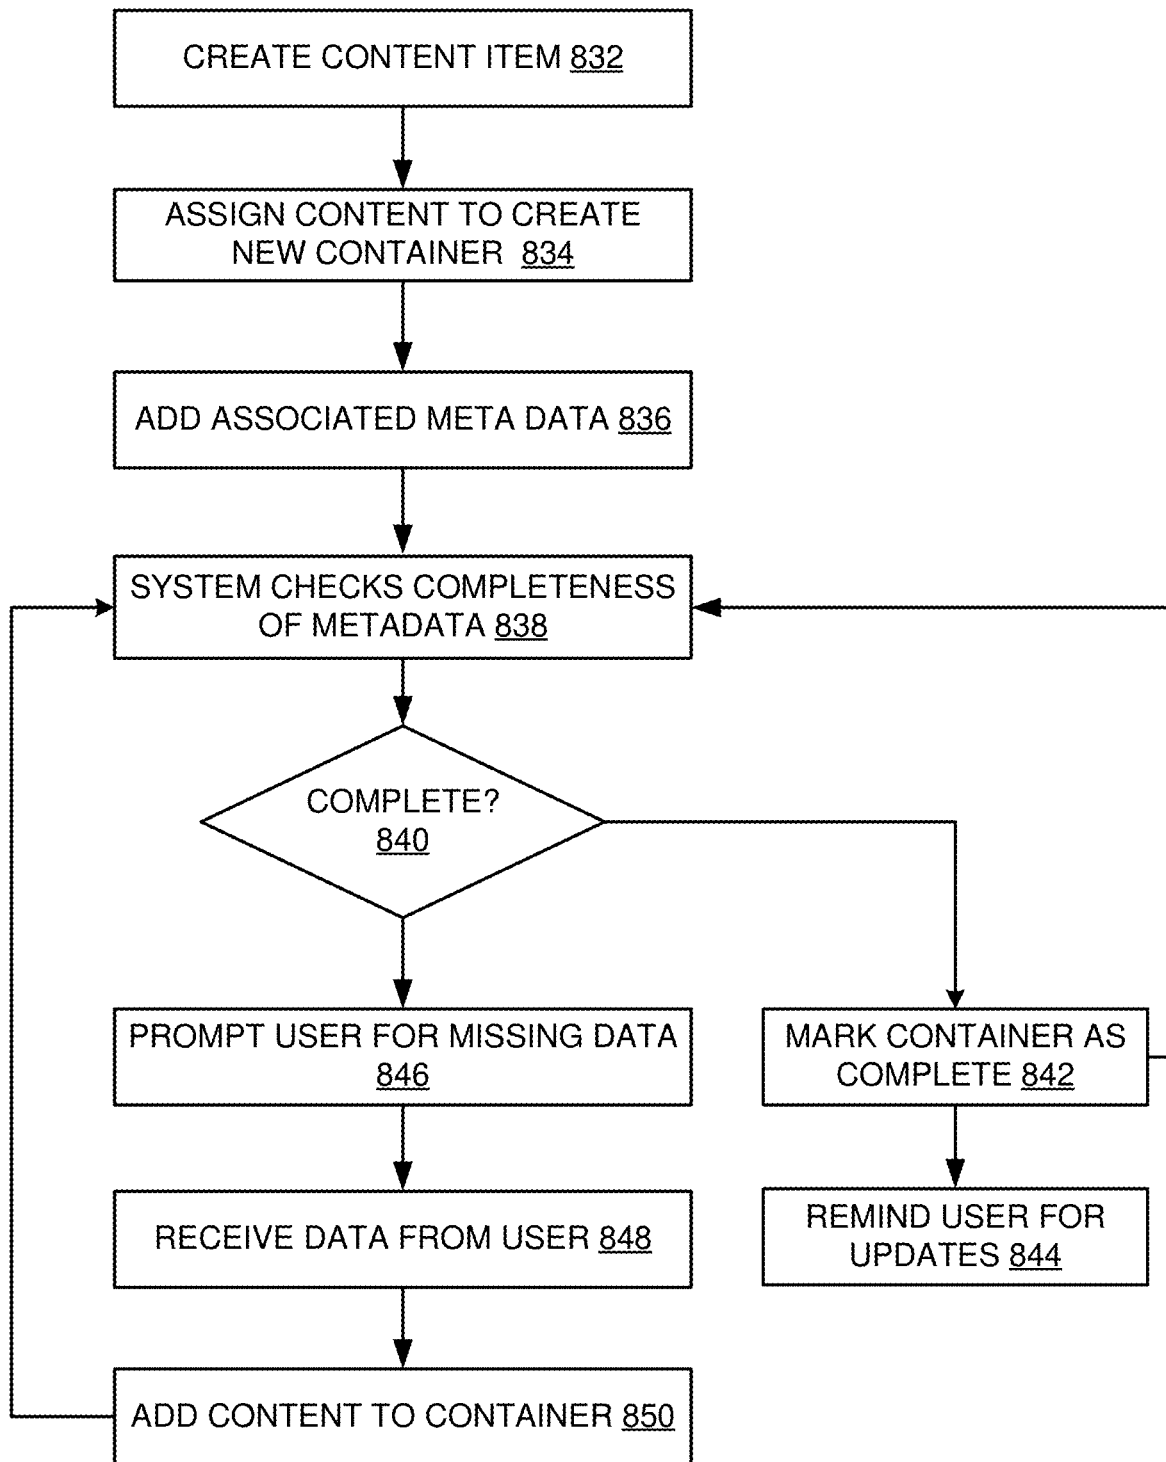 CREATE CONTENT ITEM 832
ASSIGN CONTENT TO CREATE
NEW CONTAINER 834
ADD ASSOCIATED META DATA 836
SYSTEM CHECKS COMPLETENESS
OF METADATA 838
COMPLETE?
840
PROMPT USER FOR MISSING DATA
846
MARK CONTAINER AS
COMPLETE 842
RECEIVE DATA FROM USER 848
REMIND USER FOR
UPDATES 844
ADD CONTENT TO CONTAINER 850